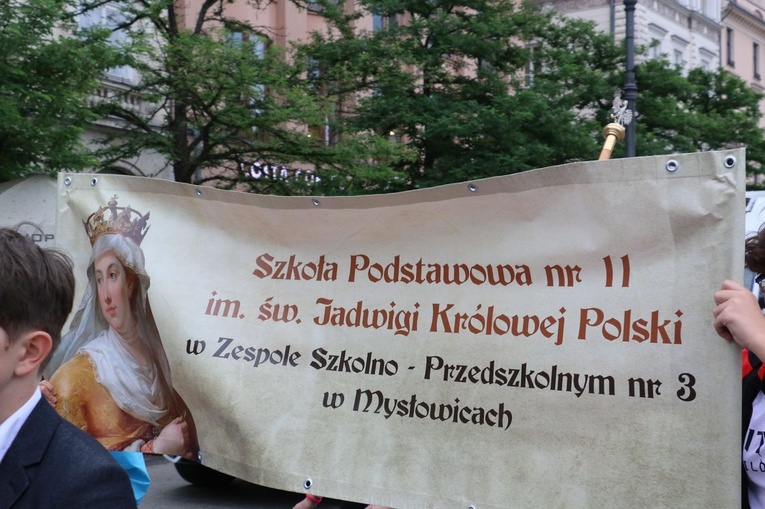 Szkoła Podstawowa nr 11
im. św. Jadwigi Królowej Polski
w Zespole Szkolno - Przedszkolnym nr 3
w Mysłowicach